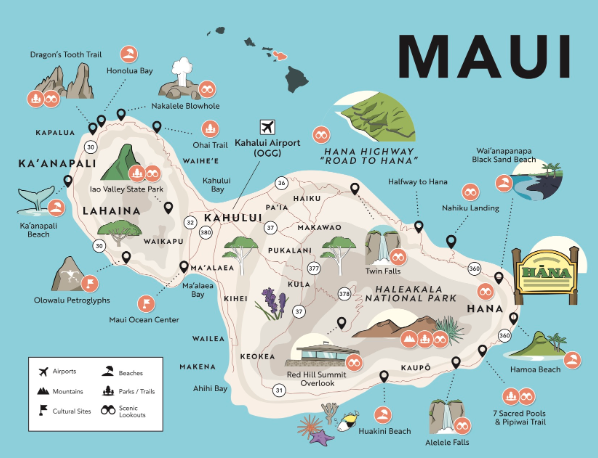 MAUI
Dragon's Tooth Trail
Honolua Bay
Nakalele Blowhole
KAPALUA
30
Ohai Trail
Kahalui Airport
(OGG)
HANA HIGHWAY
"ROAD TO HANA"
Wai'anapanapa
Black Sand Beach
KA'ANAPALI
WAIHE'E
Iao Valley State Park
Kahului
Bay
36
Halfway to Hana
Nahiku Landing
HAIKU
PA'IA
LAHAINA
KAHULUI
Ka'anapali
Beach
32
380
37
MAKAWAO
WAIKAPU
30
PUKALANI
MA'ALAEA
377
Twin Falls
360
HANA
KULA
Ma'alaea
Bay
KIHEI
378
HALEAKALA
NATIONAL PARK
Olowalu Petroglyphs
Maui Ocean Center
37
HANA
360
WAILEA
KEOKEA
MAKENA
Red Hill Summit
Overlook
KAUPŌ
Hamoa Beach
Ahihi Bay
31
Huakini Beach
Alelele Falls
7 Sacred Pools
& Pipiwai Trail
Airports
Beaches
Mountains
Parks / Trails
Cultural Sites
Scenic
Lookouts